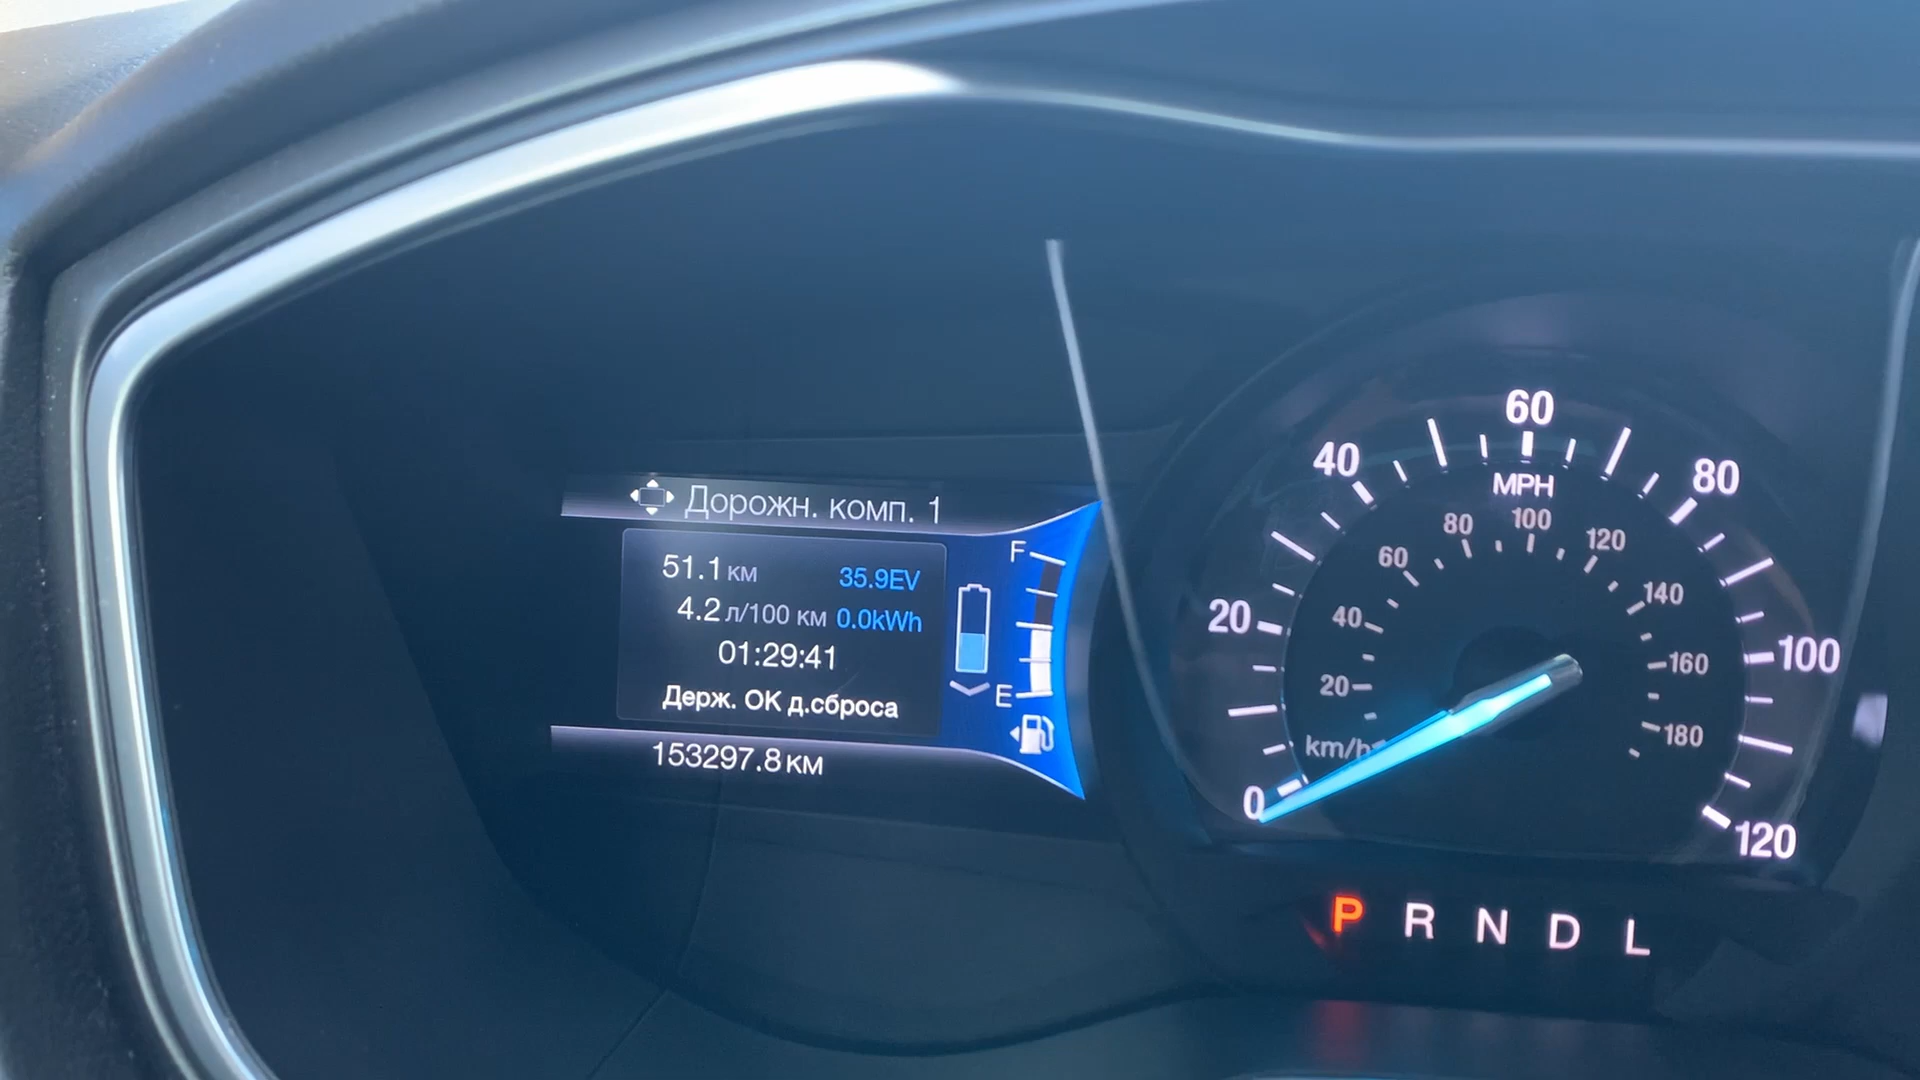 Дорожн. комп. 1
51.1 км 35.9EV
4.2 л/100 км 0.0kWh
01:29:41
Держ. OK д.сброса
153297.8 км
F
E
MPH
0
20
40
60
80
100
120
km/h
20
40
60
80
100
120
140
160
180
P R N D L